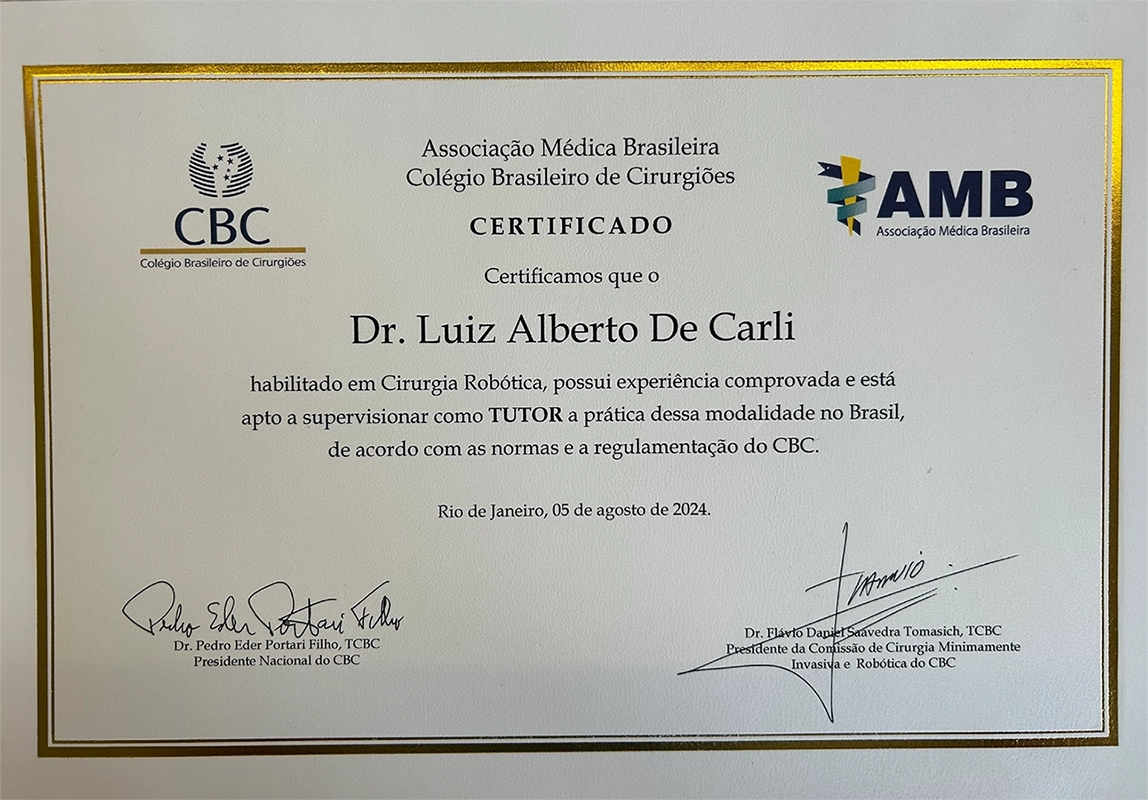 Associação Médica Brasileira
Colégio Brasileiro de Cirurgiões
CBC
Colégio Brasileiro de Cirurgiões
AMB
Associação Médica Brasileira
CERTIFICADO
Certificamos que o
Dr. Luiz Alberto De Carli
habilitado em Cirurgia Robótica, possui experiência comprovada e está
apto a supervisionar como TUTOR a prática dessa modalidade no Brasil,
de acordo com as normas e a regulamentação do CBC.
Rio de Janeiro, 05 de agosto de 2024.
Pedro Eder Portari Filho
Dr. Pedro Eder Portari Filho, TCBC
Presidente Nacional do CBC
Dr. Flávio Daniel Saavedra Tomasich, TCBC
Presidente da Comissão de Cirurgia Minimamente
Invasiva e Robótica do CBC